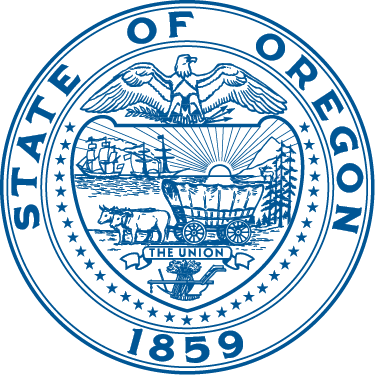 STATE OF OREGON
THE UNION
1859